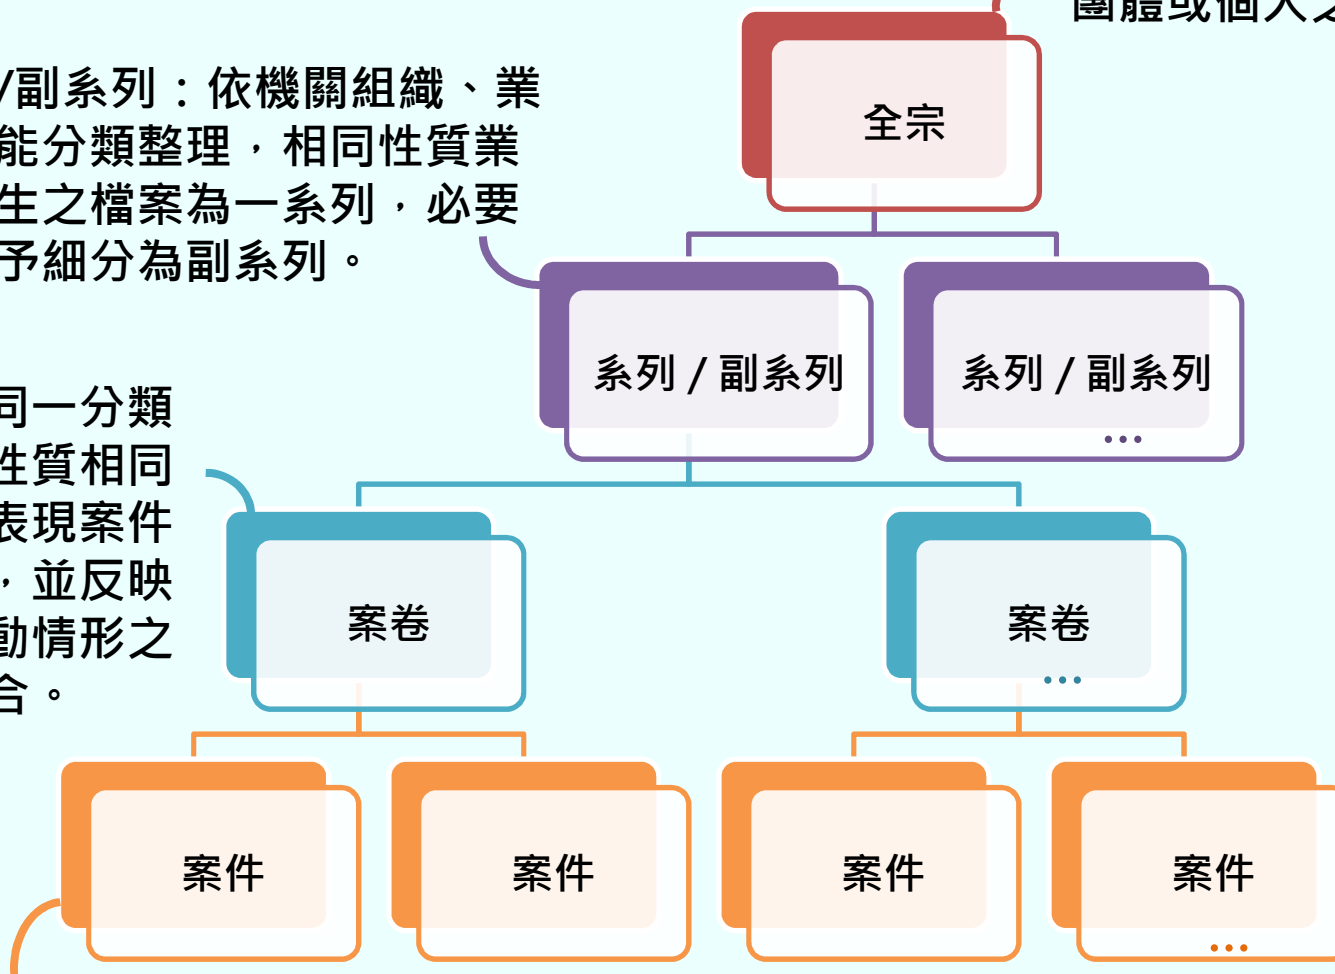 團體或個人之
全宗
/副系列：依機關組織、業
能分類整理，相同性質業
生之檔案為一系列，必要
予細分為副系列。
系列 / 副系列
系列 / 副系列
...
同一分類
性質相同
表現案件
，並反映
動情形之
合。
案卷
案卷
...
案件
案件
案件
案件
...